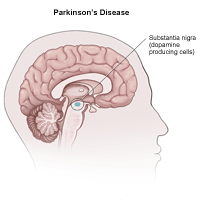 Parkinson's Disease
Substantia nigra
(dopamine
producing cells)